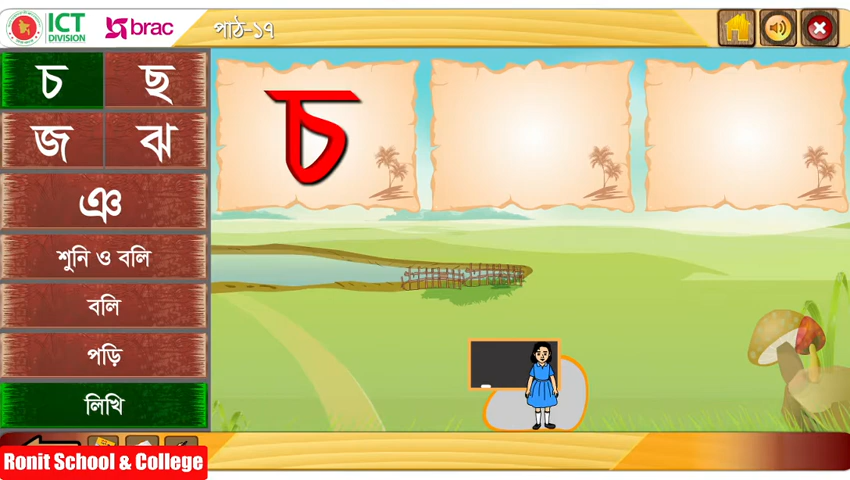 ICT
DIVISION
brac
পাঠ-১৭
চ
ছ
জ
ঝ
ঞ
শুনি ও বলি
বলি
পড়ি
লিখি
চ
Ronit School & College